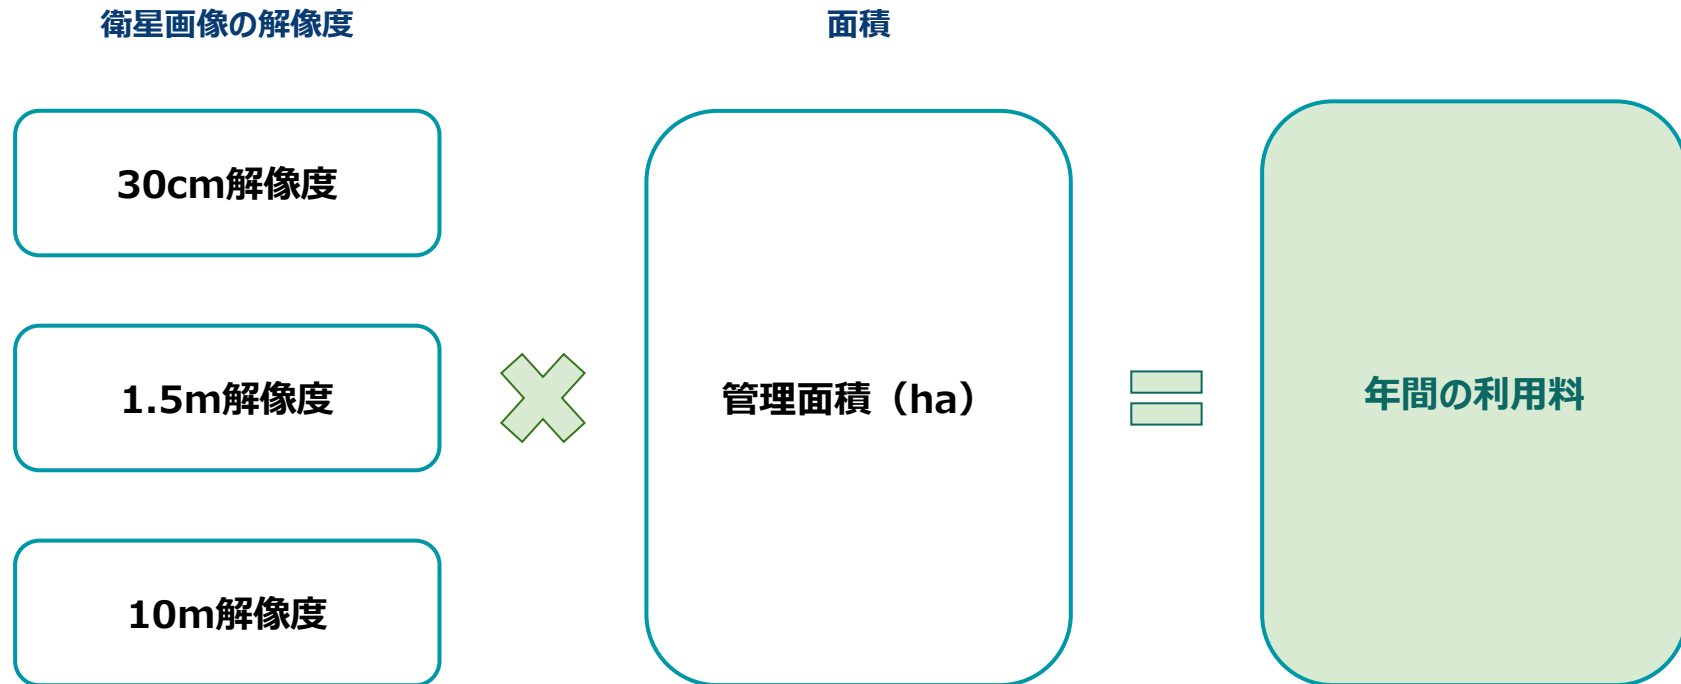 衛星画像の解像度
面積
30cm解像度
1.5m解像度
10m解像度
管理面積（ha）
年間の利用料